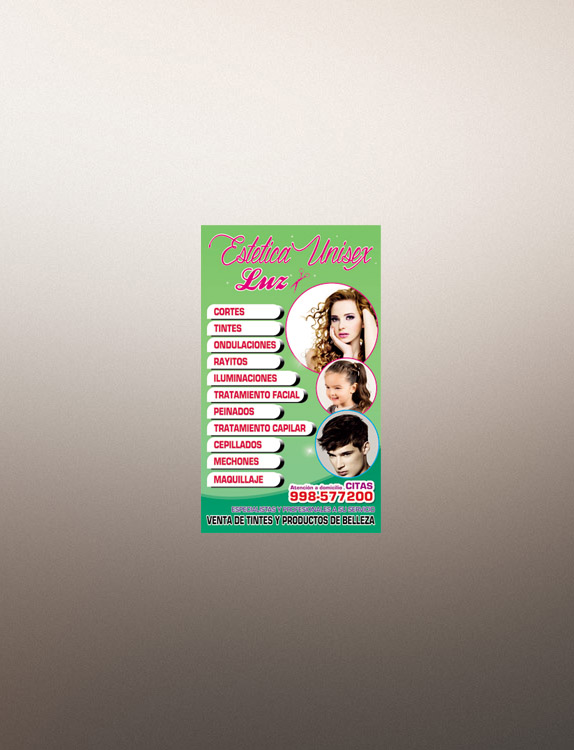 Estetica Unisex
Luz
CORTES
TINTES
ONDULACIONES
RAYITOS
ILUMINACIONES
TRATAMIENTO FACIAL
PEINADOS
TRATAMIENTO CAPILAR
CEPILLADOS
MECHONES
MAQUILLAJE
Atención a domicilio CITAS
998-577200
ESPECIALISTAS Y PROFESIONALES A SU SERVICIO
VENTA DE TINTES Y PRODUCTOS DE BELLEZA